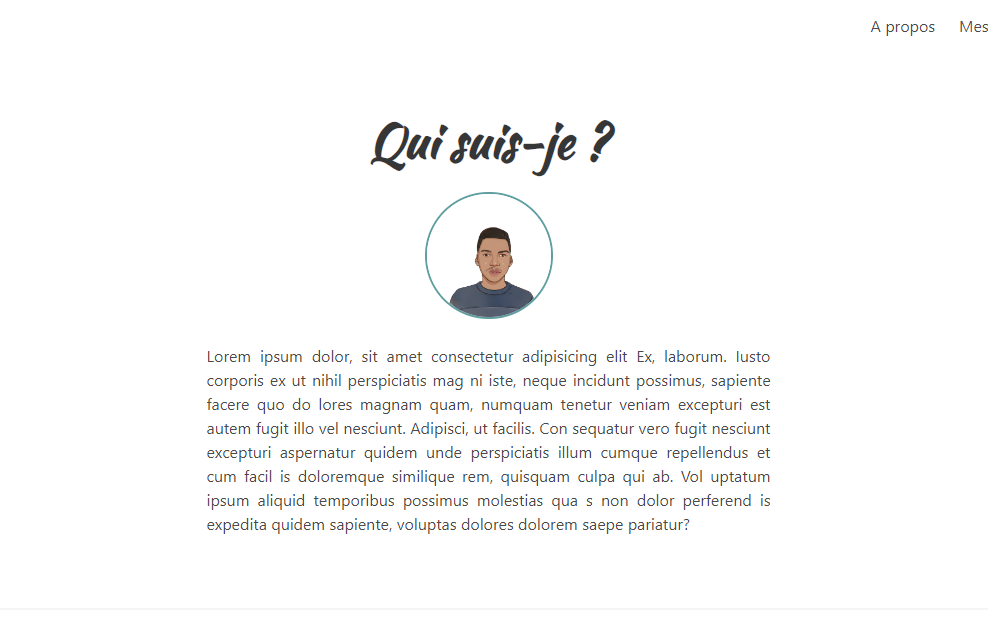 A propos Mes
Qui suis-je ?
Lorem ipsum dolor, sit amet consectetur adipisicing elit Ex, laborum. Iusto
corporis ex ut nihil perspiciatis mag ni iste, neque incidunt possimus, sapiente
facere quo do lores magnam quam, numquam tenetur veniam excepturi est
autem fugit illo vel nesciunt. Adipisci, ut facilis. Con sequatur vero fugit nesciunt
excepturi aspernatur quidem unde perspiciatis illum cumque repellendus et
cum facil is doloremque similique rem, quisquam culpa qui ab. Vol uptatum
ipsum aliquid temporibus possimus molestias qua s non dolor perferend is
expedita quidem sapiente, voluptas dolores dolorem saepe pariatur?